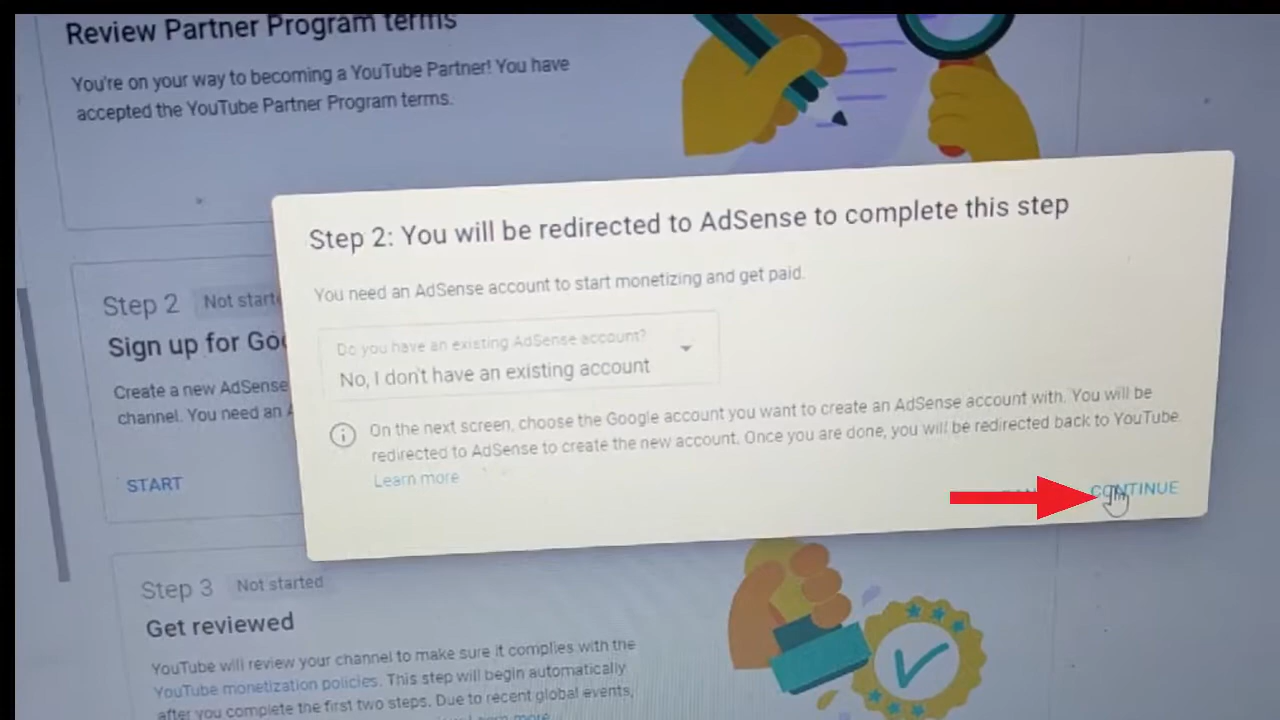 Review Partner Program terms
You're on your way to becoming a YouTube Partner! You have
accepted the YouTube Partner Program terms.
Step 2: You will be redirected to AdSense to complete this step
You need an AdSense account to start monetizing and get paid.
Do you have an existing AdSense account?
No, I don't have an existing account
On the next screen, choose the Google account you want to create an AdSense account with. You will be
redirected to AdSense to create the new account. Once you are done, you will be redirected back to YouTube.
Learn more
CONTINUE
Step 2 Not start
Sign up for Go
Create a new AdSense
channel. You need an A
START
Step 3 Not started
Get reviewed
YouTube will review your channel to make sure it complies with the
YouTube monetization policies. This step will begin automatically
after you complete the first two steps. Due to recent global events,
Learn more